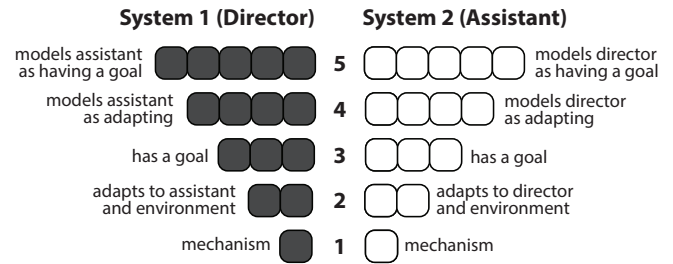 System 1 (Director) System 2 (Assistant)
models assistant
as having a goal
5
models director
as having a goal
models assistant
as adapting
4
models director
as adapting
has a goal
3
has a goal
adapts to assistant
and environment
2
adapts to director
and environment
mechanism
1
mechanism